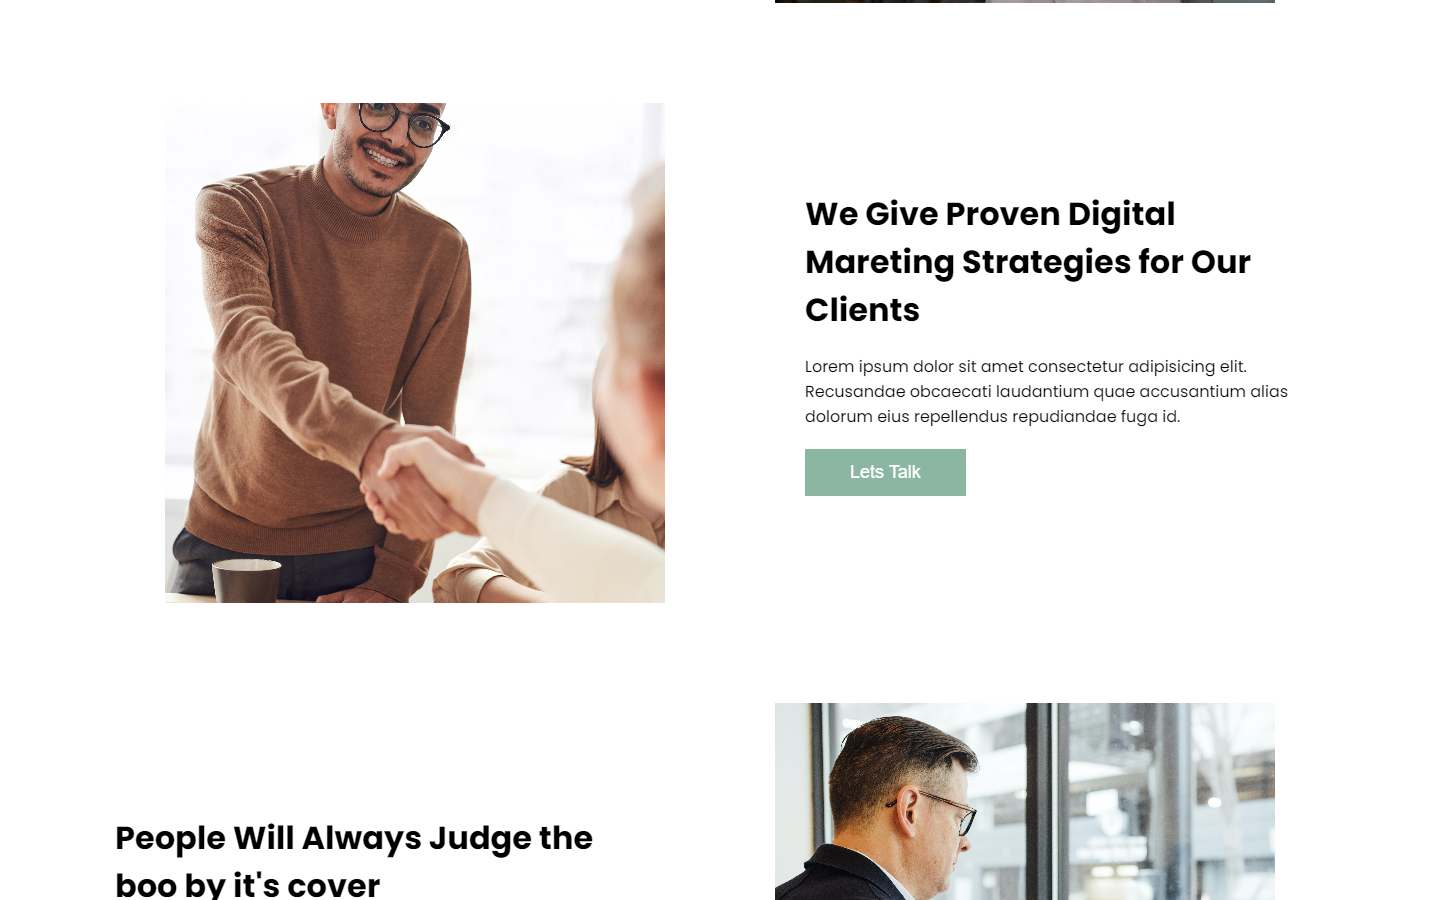 We Give Proven Digital
Mareting Strategies for Our
Clients
Lorem ipsum dolor sit amet consectetur adipisicing elit.
Recusandae obcaecati laudantium quae accusantium alias
dolorum eius repellendus repudiandae fuga id.
Lets Talk
People Will Always Judge the
boo by it's cover